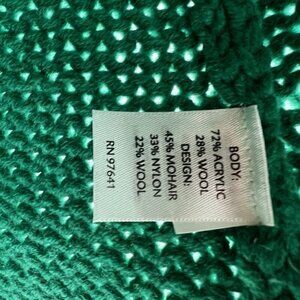 BODY:
72% ACRYLIC
28% WOOL
DESIGN:
45% MOHAIR
33% NYLON
22% WOOL
RN 97641